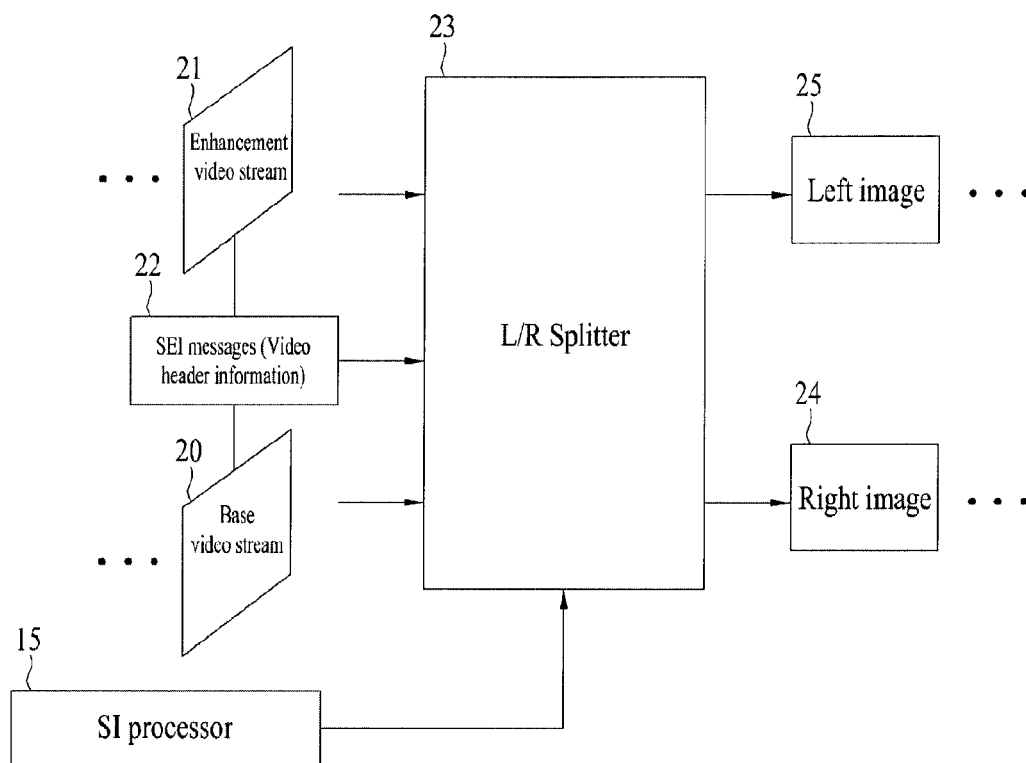 23
21
Enhancement
video stream
25
Left image
22
SEI messages (Video
header information)
L/R Splitter
20
Base
video stream
24
Right image
15
SI processor